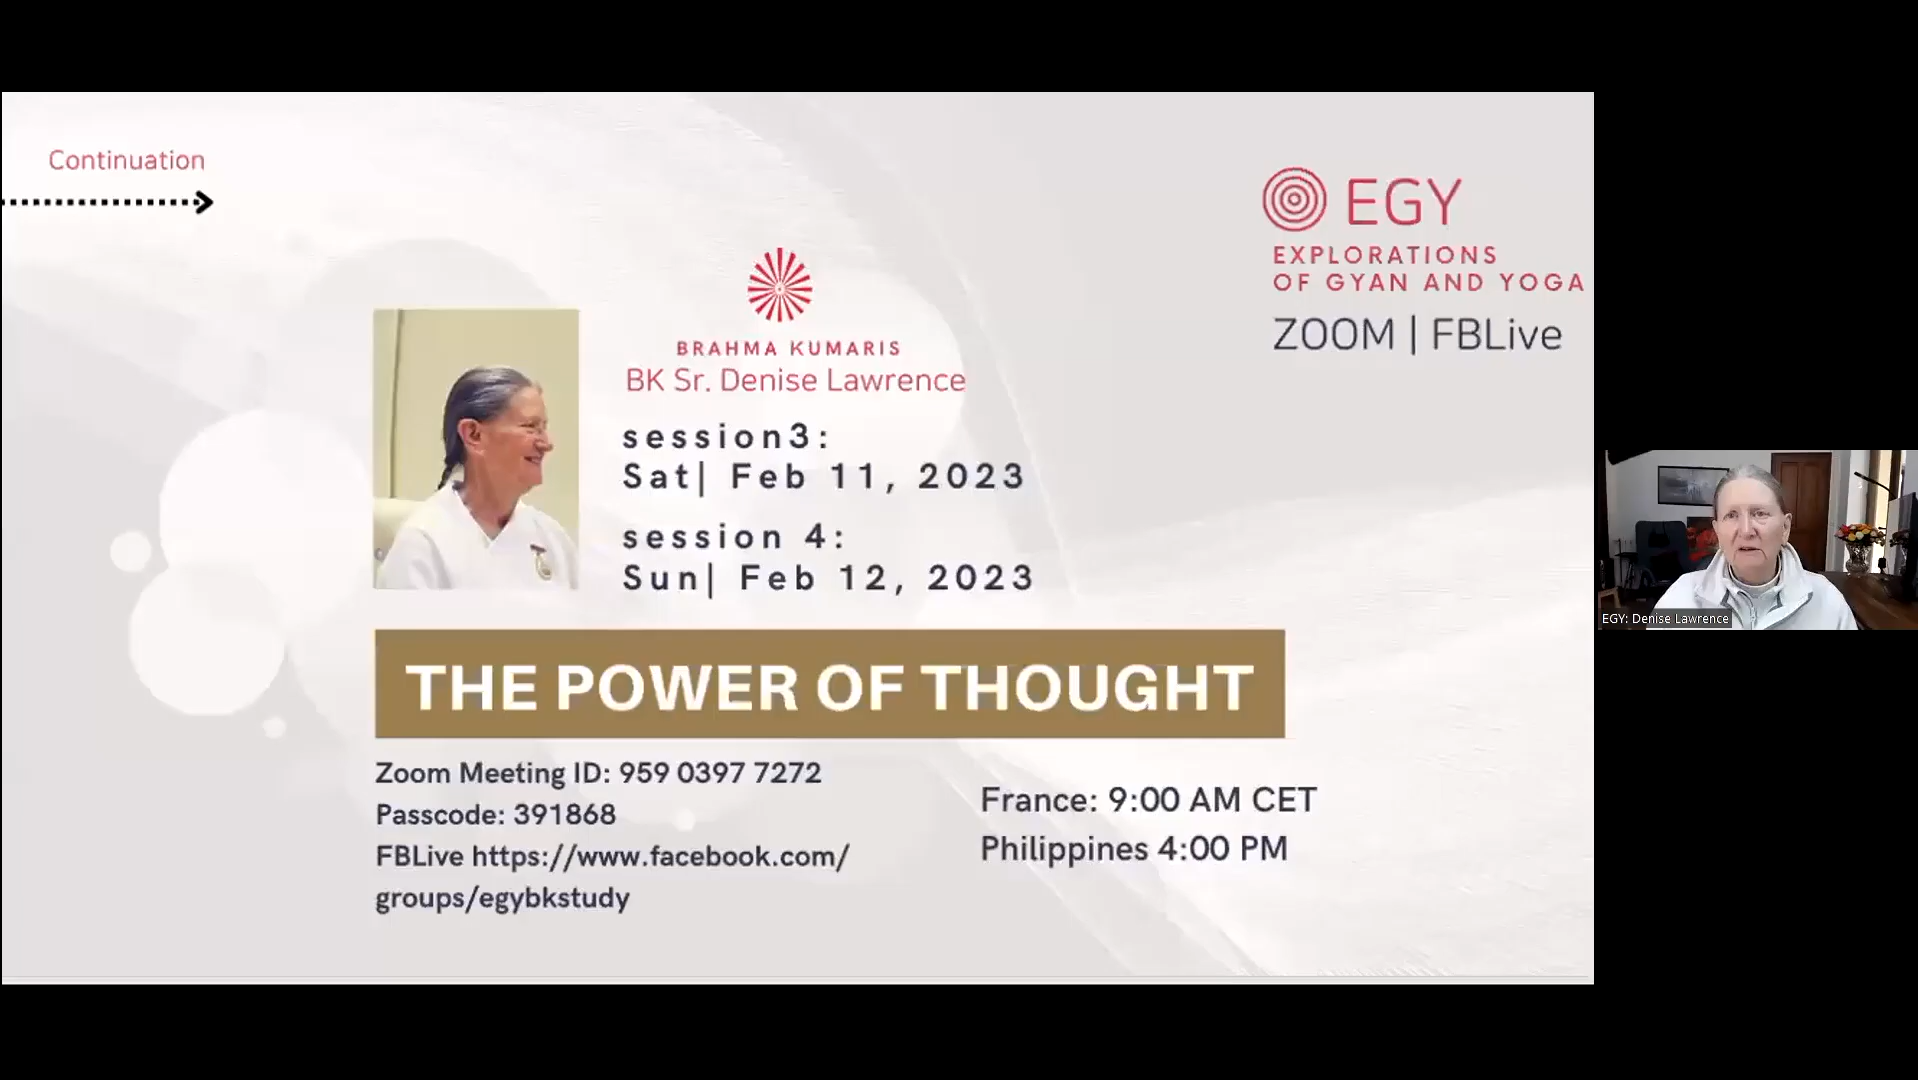 Continuation
EGY
EXPLORATIONS
OF GYAN AND YOGA
ZOOM | FBLive
BRAHMA KUMARIS
BK Sr. Denise Lawrence
session3:
Sat| Feb 11, 2023
session 4:
Sun| Feb 12, 2023
THE POWER OF THOUGHT
Zoom Meeting ID: 959 0397 7272
Passcode: 391868
FBLive https://www.facebook.com/
groups/egybkstudy
France: 9:00 AM CET
Philippines 4:00 PM
EGY: Denise Lawrence